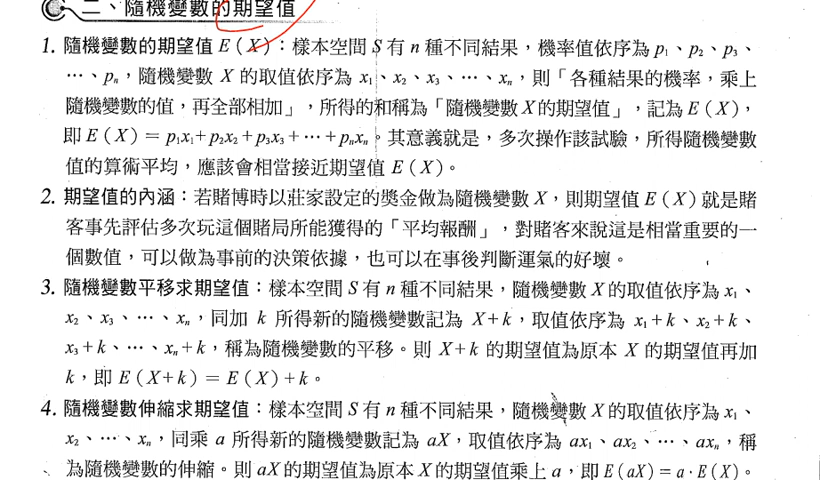 二、隨機變數的期望值
1. 隨機變數的期望值 E(X):樣本空間 S 有 n 種不同結果,機率值依序為 p₁、p₂、p₃、
⋯、pₙ,隨機變數 X 的取值依序為 x₁、x₂、x₃、⋯、xₙ,則「各種結果的機率,乘上
隨機變數的值,再全部相加」,所得的和稱為「隨機變數 X 的期望值」,記為 E(X),
即 E(X)=p₁x₁+p₂x₂+p₃x₃+⋯+pₙxₙ。其意義就是,多次操作該試驗,所得隨機變數
值的算術平均,應該會相當接近期望值 E(X)。
2. 期望值的內涵:若賭博時以莊家設定的獎金做為隨機變數 X,則期望值 E(X)就是賭
客事先評估多次玩這個賭局所能獲得的「平均報酬」,對賭客來說這是相當重要的一
個數值,可以做為事前的決策依據,也可以在事後判斷運氣的好壞。
3. 隨機變數平移求期望值:樣本空間 S 有 n 種不同結果,隨機變數 X 的取值依序為 x₁、
x₂、x₃、⋯、xₙ,同加 k 所得新的隨機變數記為 X+k,取值依序為 x₁+k、x₂+k、
x₃+k、⋯、xₙ+k,稱為隨機變數的平移。則 X+k 的期望值為原本 X 的期望值再加
k,即 E(X+k)=E(X)+k。
4. 隨機變數伸縮求期望值:樣本空間 S 有 n 種不同結果,隨機變數 X 的取值依序為 x₁、
x₂、⋯、xₙ,同乘 a 所得新的隨機變數記為 aX,取值依序為 ax₁、ax₂、⋯、axₙ,稱
為隨機變數的伸縮。則 aX 的期望值為原本 X 的期望值乘上 a,即 E(aX)=a·E(X)。